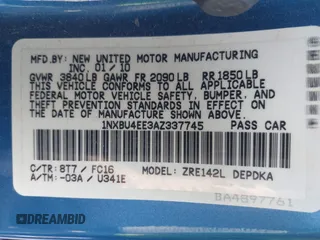 MFD.BY: NEW UNITED MOTOR MANUFACTURING
INC. 01/10
GVWR 3840LB GAWR FR 2090LB RR 1850LB
THIS VEHICLE CONFORMS TO ALL APPLICABLE
FEDERAL MOTOR VEHICLE SAFETY, BUMPER, AND
THEFT PREVENTION STANDARDS IN EFFECT ON
THE DATE OF MANUFACTURE SHOWN ABOVE.
1NXBU4EE3AZ337745 PASS CAR
C/TR: 8T7 / FC16 MODEL: ZRE142L DEPDKA
A/TM: -03A / U341E
BA4897761
DREAMBID